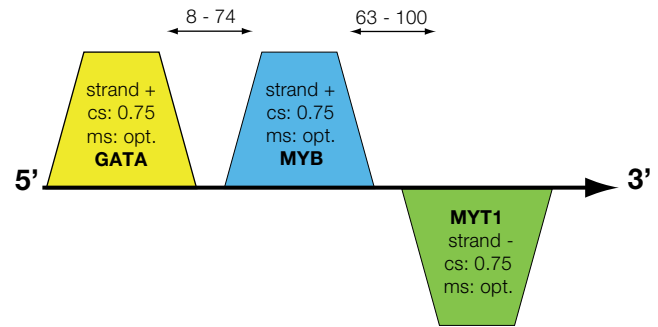 8 - 74
63 - 100
strand +
cs: 0.75
ms: opt.
GATA
strand +
cs: 0.75
ms: opt.
MYB
5’
3’
MYT1
strand -
cs: 0.75
ms: opt.